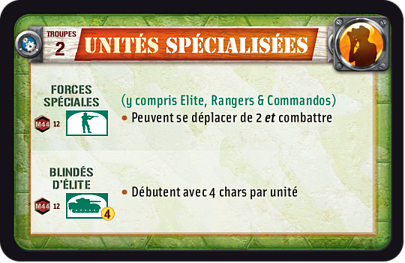 TROUPES
2
UNITÉS SPÉCIALISÉES
FORCES
SPÉCIALES
M44 12
(y compris Elite, Rangers & Commandos)
• Peuvent se déplacer de 2 et combattre
BLINDÉS
D'ÉLITE
M44 12
4
• Débutent avec 4 chars par unité